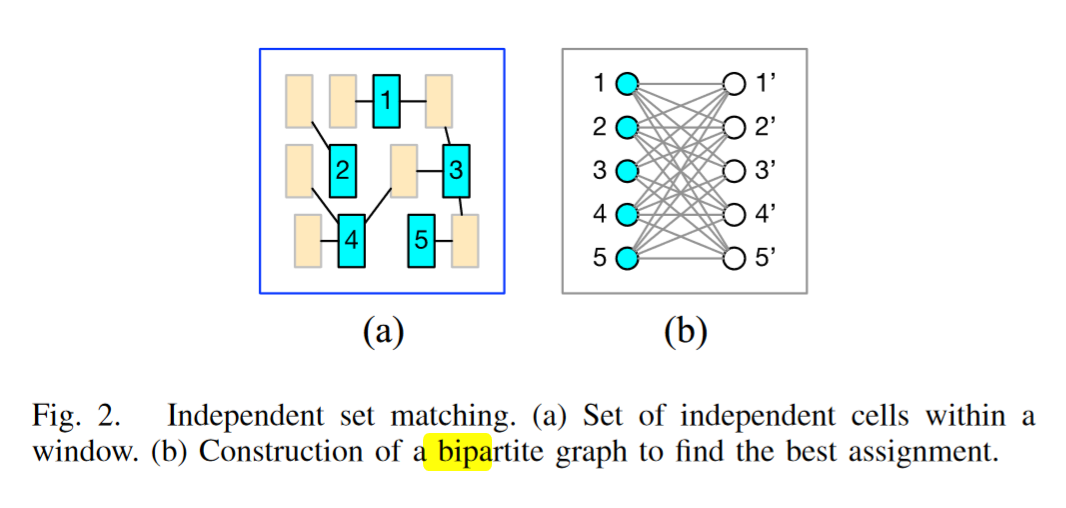 1
2
3
4
5
(a)
1 1’
2 2’
3 3’
4 4’
5 5’
(b)
Fig. 2. Independent set matching. (a) Set of independent cells within a
window. (b) Construction of a bipartite graph to find the best assignment.